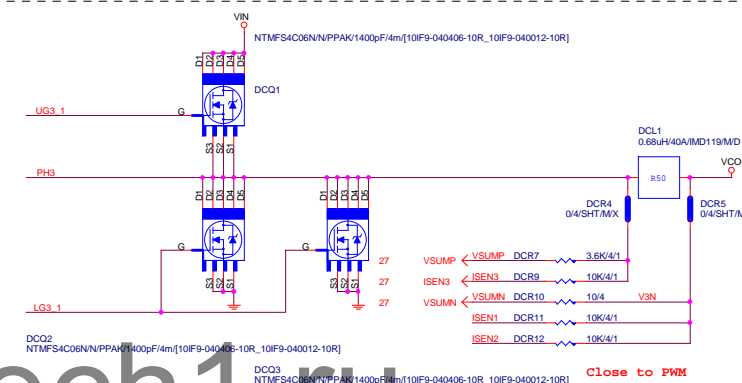 VIN
NTMFS4C06N/N/PPAK/1400pF/4m/[10IF9-040406-10R_10IF9-040012-10R]
D1 D2 D3 D4 D5
DCQ1
UG3_1
G
S3 S2 S1
DCL1
0.68uH/40A/IMD119/M/D
VCO
R50
PH3
D1 D2 D3 D4 D5
D1 D2 D3 D4 D5
DCR4
0/4/SHT/M/X
DCR5
0/4/SHT/M
G
G
S3 S2 S1
S3 S2 S1
27 VSUMP VSUMP DCR7 3.6K/4/1
27 ISEN3 DCR9 10K/4/1
27 VSUMN VSUMN DCR10 10/4 V3N
LG3_1
ISEN1 DCR11 10K/4/1
ISEN2 DCR12 10K/4/1
DCQ2
NTMFS4C06N/N/PPAK/1400pF/4m/[10IF9-040406-10R_10IF9-040012-10R]
DCQ3
NTMFS4C06N/N/PPAK/1400pF/4m/[10IF9-040406-10R_10IF9-040012-10R]
Close to PWM